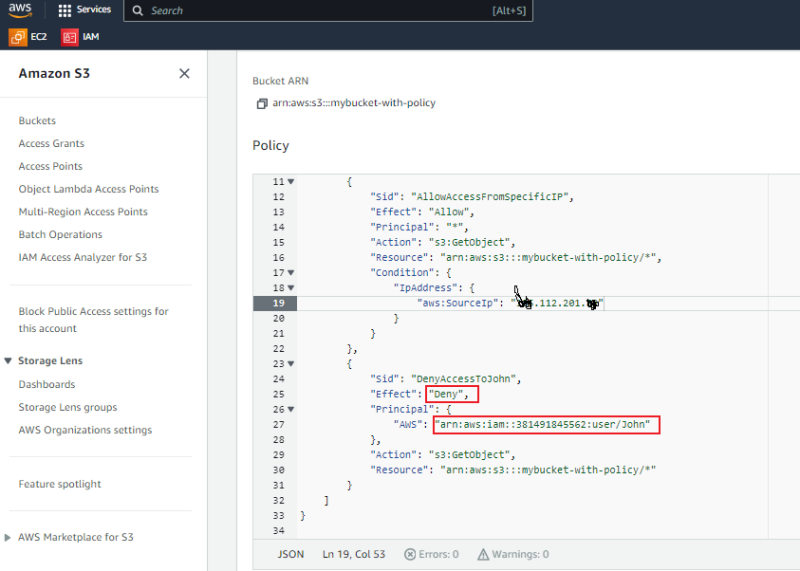 aws
Services
Search
[Alt+S]
EC2
IAM
Amazon S3
Buckets
Access Grants
Access Points
Object Lambda Access Points
Multi-Region Access Points
Batch Operations
IAM Access Analyzer for S3
Block Public Access settings for
this account
Storage Lens
Dashboards
Storage Lens groups
AWS Organizations settings
Feature spotlight
AWS Marketplace for S3
Bucket ARN
arn:aws:s3:::mybucket-with-policy
Policy
11 {
12 "Sid": "AllowAccessFromSpecificIP",
13 "Effect": "Allow",
14 "Principal": "*",
15 "Action": "s3:GetObject",
16 "Resource": "arn:aws:s3:::mybucket-with-policy/*",
17 "Condition": {
18 "IpAddress": {
19 "aws:SourceIp": ".112.201."
20 }
21 }
22 },
23 {
24 "Sid": "DenyAccessToJohn",
25 "Effect": "Deny",
26 "Principal": {
27 "AWS": "arn:aws:iam::381491845562:user/John"
28 },
29 "Action": "s3:GetObject",
30 "Resource": "arn:aws:s3:::mybucket-with-policy/*"
31 }
32 ]
33 }
34
JSON Ln 19, Col 53 Errors: 0 Warnings: 0